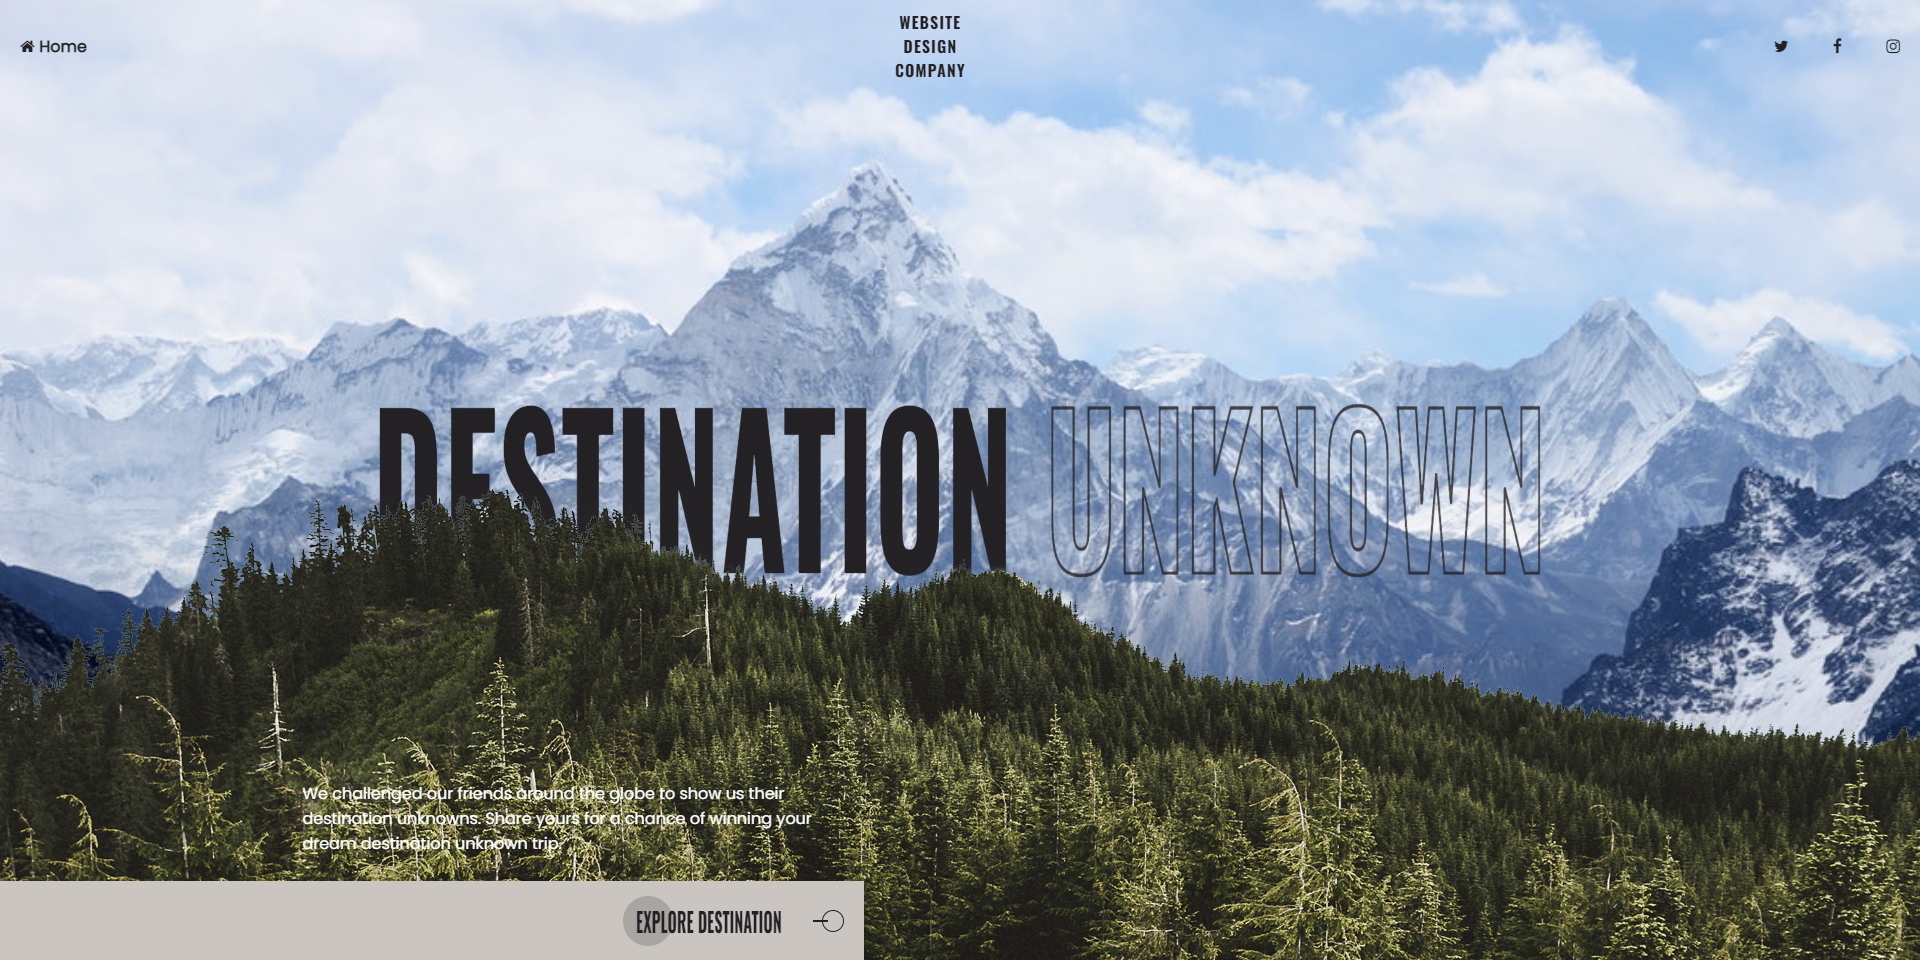 Home
WEBSITE
DESIGN
COMPANY
DESTINATION UNKNOWN
We challenged our friends around the globe to show us their
destination unknowns. Share yours for a chance of winning your
dream destination unknown trip.
EXPLORE DESTINATION